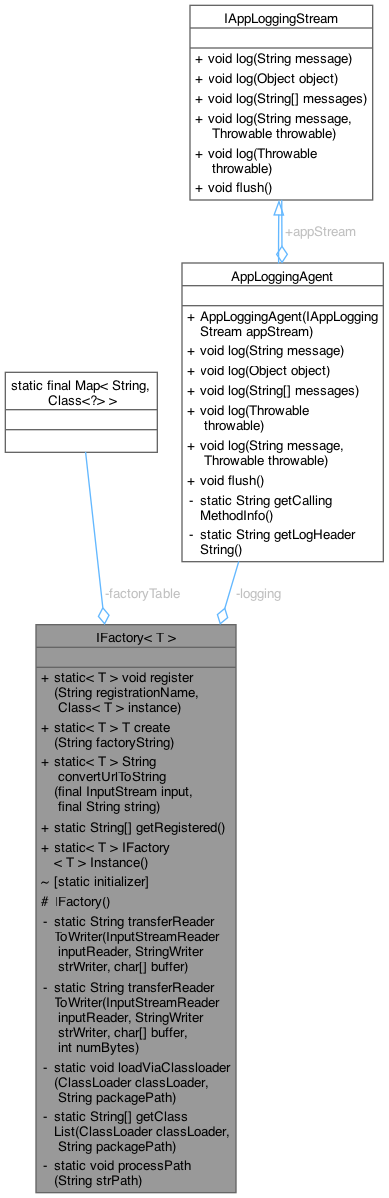 IAppLoggingStream
+ void log(String message)
+ void log(Object object)
+ void log(String[] messages)
+ void log(String message,
Throwable throwable)
+ void log(Throwable
throwable)
+ void flush()
+appStream
AppLoggingAgent
+ AppLoggingAgent(IAppLogging
Stream appStream)
+ void log(String message)
+ void log(Object object)
+ void log(String[] messages)
+ void log(Throwable
throwable)
+ void log(String message,
Throwable throwable)
+ void flush()
- static String getCalling
MethodInfo()
- static String getLogHeader
String()
static final Map< String,
Class<?> >
-factoryTable
-logging
IFactory< T >
+ static< T > void register
(String registrationName,
Class< T > instance)
+ static< T > T create
(String factoryString)
+ static< T > String
convertUrlToString
(final InputStream input,
final String string)
+ static String[] getRegistered()
+ static< T > IFactory
< T > Instance()
~ [static initializer]
# IFactory()
- static String transferReader
ToWriter(InputStreamReader
inputReader, StringWriter
strWriter, char[] buffer)
- static String transferReader
ToWriter(InputStreamReader
inputReader, StringWriter
strWriter, char[] buffer,
int numBytes)
- static void loadViaClassloader
(ClassLoader classLoader,
String packagePath)
- static String[] getClass
List(ClassLoader classLoader,
String packagePath)
- static void processPath
(String strPath)